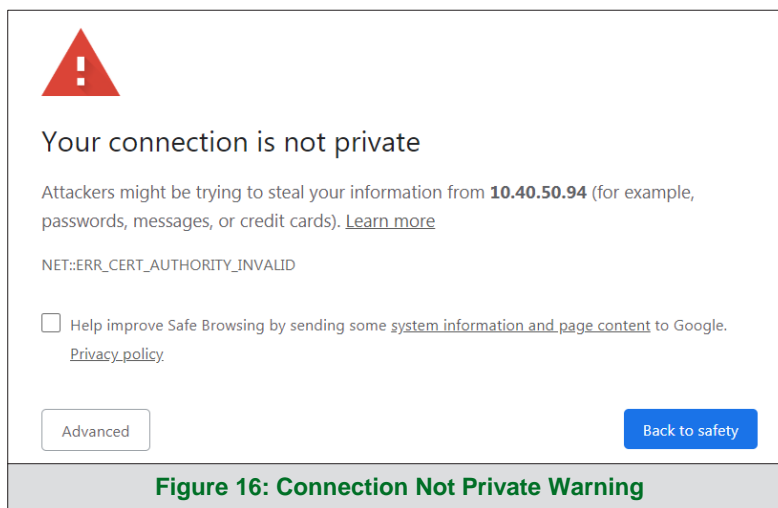 Your connection is not private
Attackers might be trying to steal your information from 10.40.50.94 (for example,
passwords, messages, or credit cards). Learn more
NET::ERR_CERT_AUTHORITY_INVALID
Help improve Safe Browsing by sending some system information and page content to Google.
Privacy policy
Advanced
Back to safety
Figure 16: Connection Not Private Warning